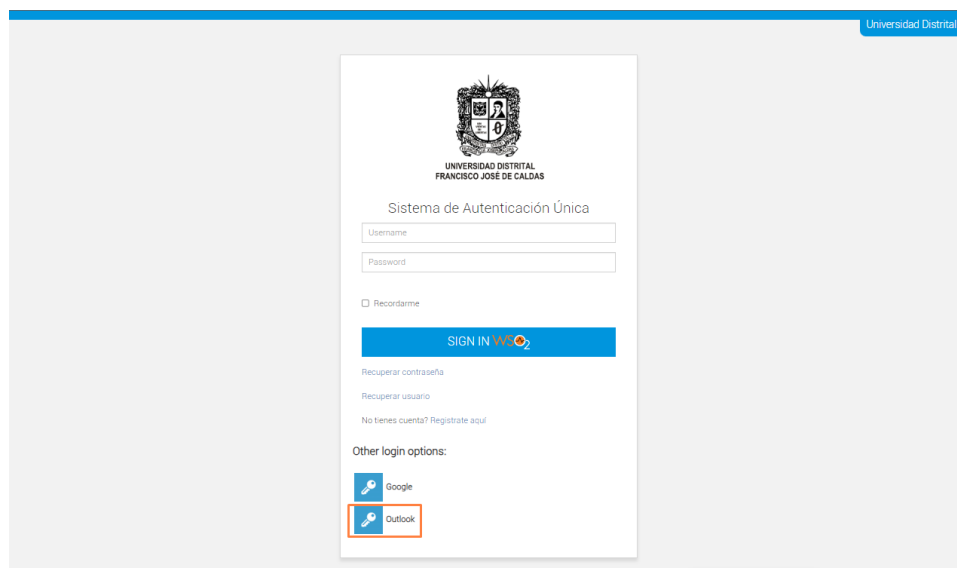 Universidad Distrital
UNIVERSIDAD DISTRITAL
FRANCISCO JOSÉ DE CALDAS
Sistema de Autenticación Única
Username
Password
Recordarme
SIGN IN WSO2
Recuperar contraseña
Recuperar usuario
No tienes cuenta? Registrate aquí
Other login options:
Google
Outlook